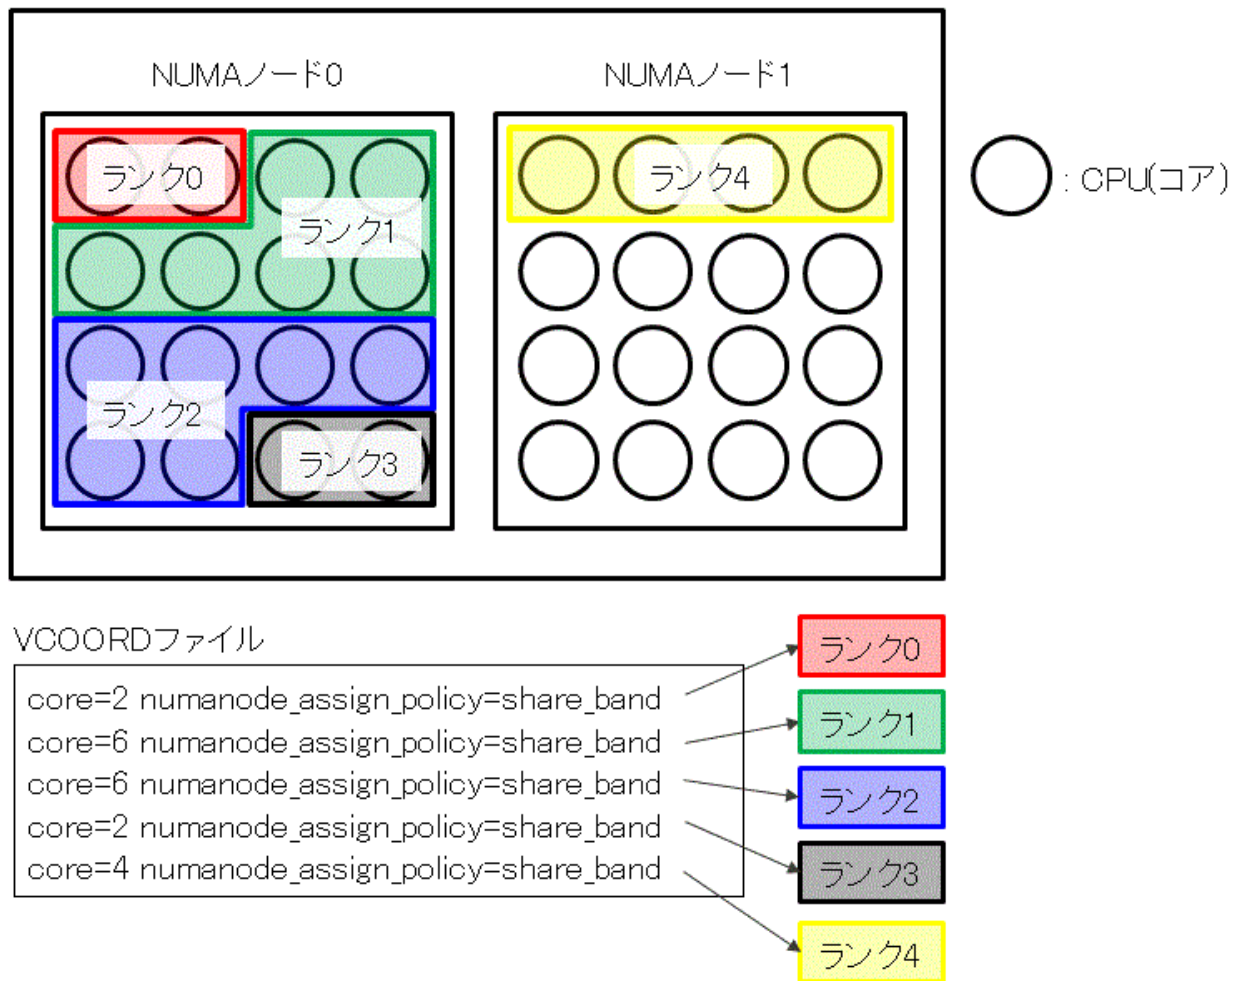 NUMAノード0
NUMAノード1
ランク0
ランク1
ランク2
ランク3
ランク4
: CPU(コア)
VCOORDファイル
core=2 numanode_assign_policy=share_band
core=6 numanode_assign_policy=share_band
core=6 numanode_assign_policy=share_band
core=2 numanode_assign_policy=share_band
core=4 numanode_assign_policy=share_band
ランク0
ランク1
ランク2
ランク3
ランク4